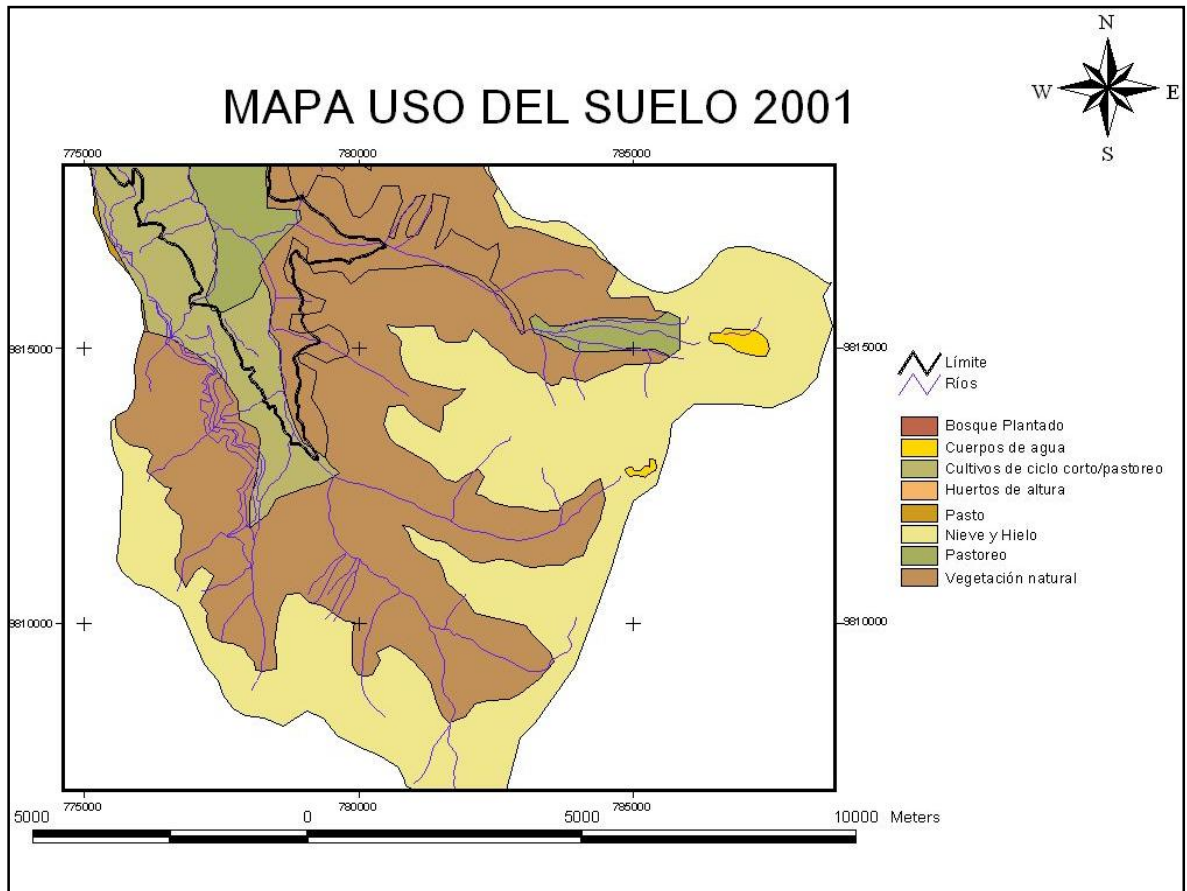 N
W E
S
MAPA USO DEL SUELO 2001
775000 780000 785000
9815000 9815000
9810000 9810000
775000 780000 785000
Límite
Ríos
Bosque Plantado
Cuerpos de agua
Cultivos de ciclo corto/pastoreo
Huertos de altura
Pasto
Nieve y Hielo
Pastoreo
Vegetación natural
5000 0 5000 10000 Meters